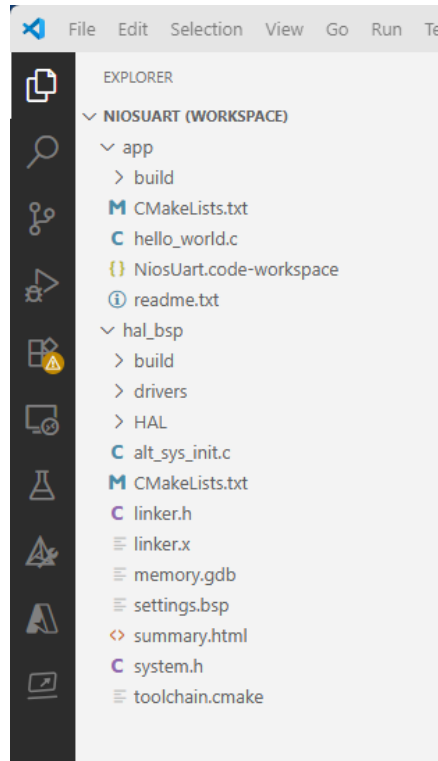 File Edit Selection View Go Run Te
EXPLORER
NIOSUART (WORKSPACE)
app
build
CMakeLists.txt
hello_world.c
NiosUart.code-workspace
readme.txt
hal_bsp
build
drivers
HAL
alt_sys_init.c
CMakeLists.txt
linker.h
linker.x
memory.gdb
settings.bsp
summary.html
system.h
toolchain.cmake